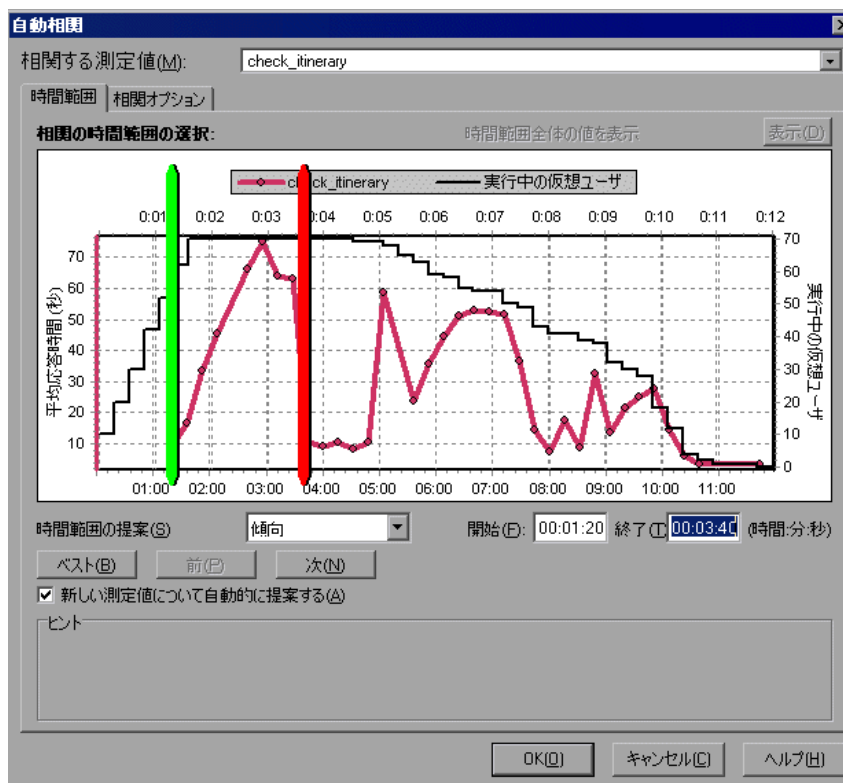 自動相関
相関する測定値(M): check_itinerary
時間範囲 相関オプション
相関の時間範囲の選択: 時間範囲全体の値を表示 表示(D)
check_itinerary 実行中の仮想ユーザ
0:01 0:02 0:03 0:04 0:05 0:06 0:07 0:08 0:09 0:10 0:11 0:12
平均応答時間(秒)
70
60
50
40
30
20
10
70
60
50
40
30
20
10
0
実行中の仮想ユーザ
01:00 02:00 03:00 04:00 05:00 06:00 07:00 08:00 09:00 10:00 11:00
時間範囲の提案(S) 傾向 開始(F): 00:01:20 終了(T) 00:03:40 (時間:分:秒)
ベスト(B) 前(P) 次(N)
新しい測定値について自動的に提案する(A)
ヒント
OK(O) キャンセル(C) ヘルプ(H)